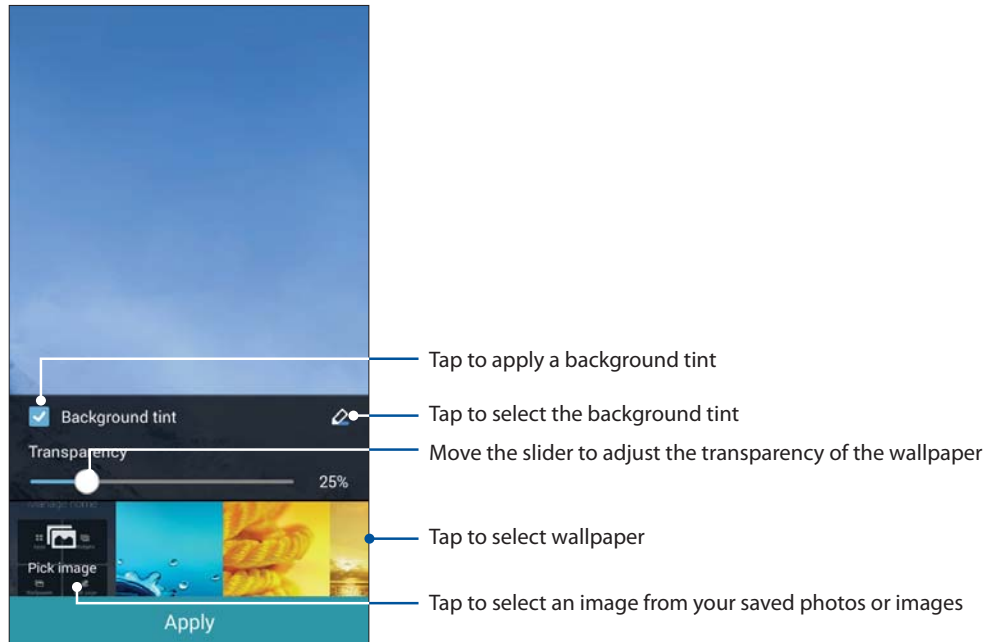 Tap to apply a background tint
Background tint
Tap to select the background tint
Transparency
Move the slider to adjust the transparency of the wallpaper
25%
Manage home
Tap to select wallpaper
Pick image
Tap to select an image from your saved photos or images
Apply